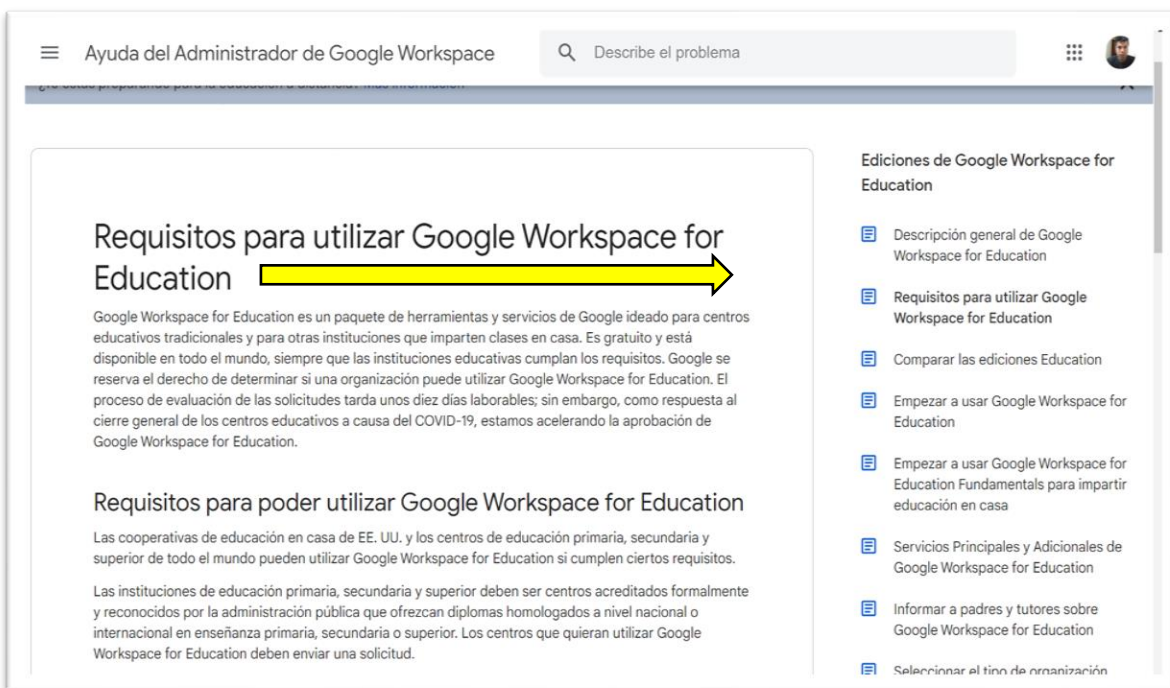 Ayuda del Administrador de Google Workspace
Describe el problema
Requisitos para utilizar Google Workspace for
Education
Google Workspace for Education es un paquete de herramientas y servicios de Google ideado para centros
educativos tradicionales y para otras instituciones que imparten clases en casa. Es gratuito y está
disponible en todo el mundo, siempre que las instituciones educativas cumplan los requisitos. Google se
reserva el derecho de determinar si una organización puede utilizar Google Workspace for Education. El
proceso de evaluación de las solicitudes tarda unos diez días laborables; sin embargo, como respuesta al
cierre general de los centros educativos a causa del COVID-19, estamos acelerando la aprobación de
Google Workspace for Education.
Requisitos para poder utilizar Google Workspace for Education
Las cooperativas de educación en casa de EE. UU. y los centros de educación primaria, secundaria y
superior de todo el mundo pueden utilizar Google Workspace for Education si cumplen ciertos requisitos.
Las instituciones de educación primaria, secundaria y superior deben ser centros acreditados formalmente
y reconocidos por la administración pública que ofrezcan diplomas homologados a nivel nacional o
internacional en enseñanza primaria, secundaria o superior. Los centros que quieran utilizar Google
Workspace for Education deben enviar una solicitud.
Ediciones de Google Workspace for
Education
Descripción general de Google
Workspace for Education
Requisitos para utilizar Google
Workspace for Education
Comparar las ediciones Education
Empezar a usar Google Workspace for
Education
Empezar a usar Google Workspace for
Education Fundamentals para impartir
educación en casa
Servicios Principales y Adicionales de
Google Workspace for Education
Informar a padres y tutores sobre
Google Workspace for Education
Seleccionar el tipo de organización